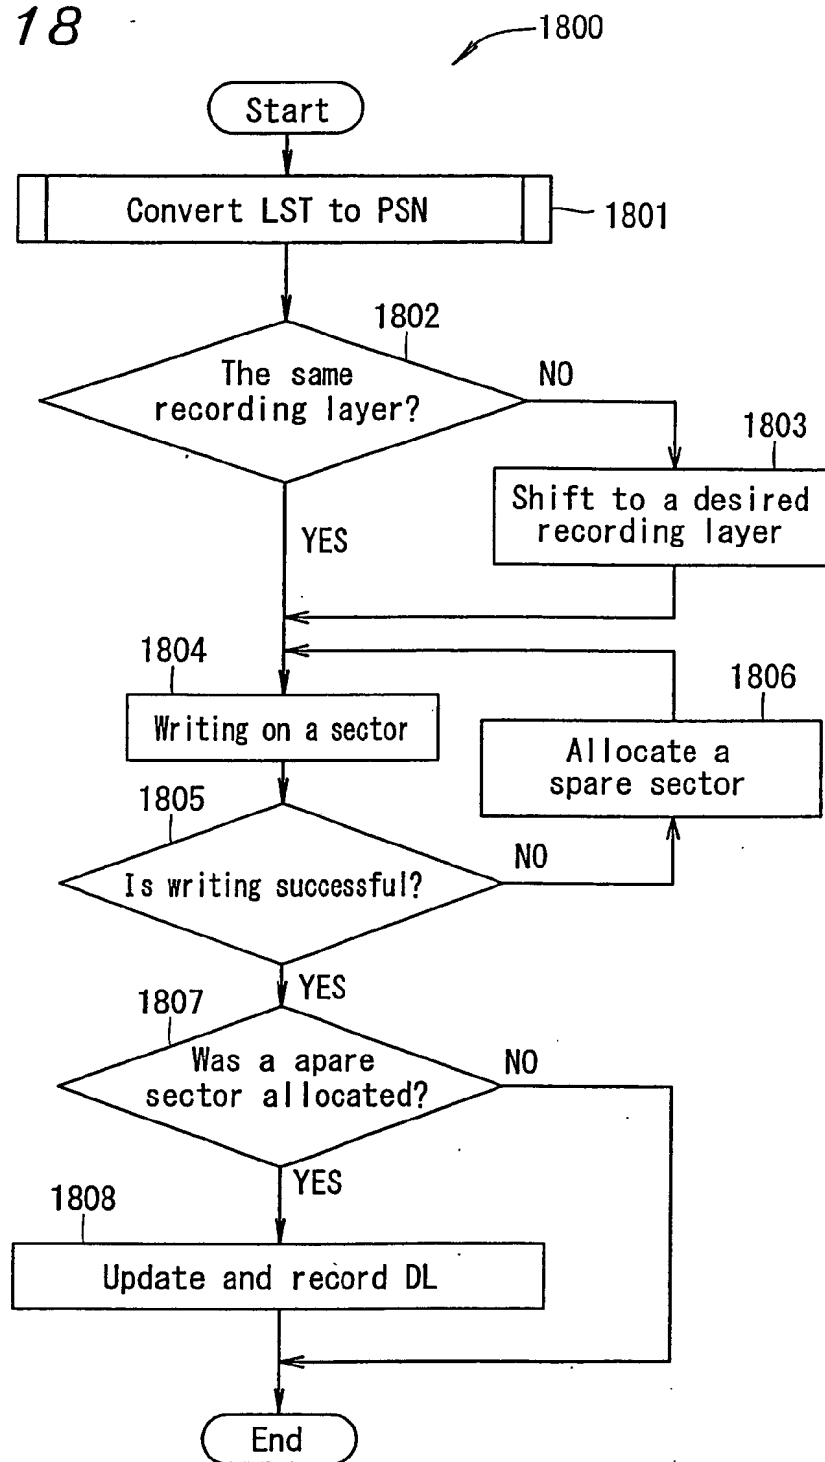 18
1800
Start
Convert LST to PSN
1801
1802
The same
recording layer?
NO
1803
Shift to a desired
recording layer
YES
1804
Writing on a sector
1806
Allocate a
spare sector
1805
Is writing successful?
NO
YES
1807
Was a apare
sector allocated?
NO
YES
1808
Update and record DL
End